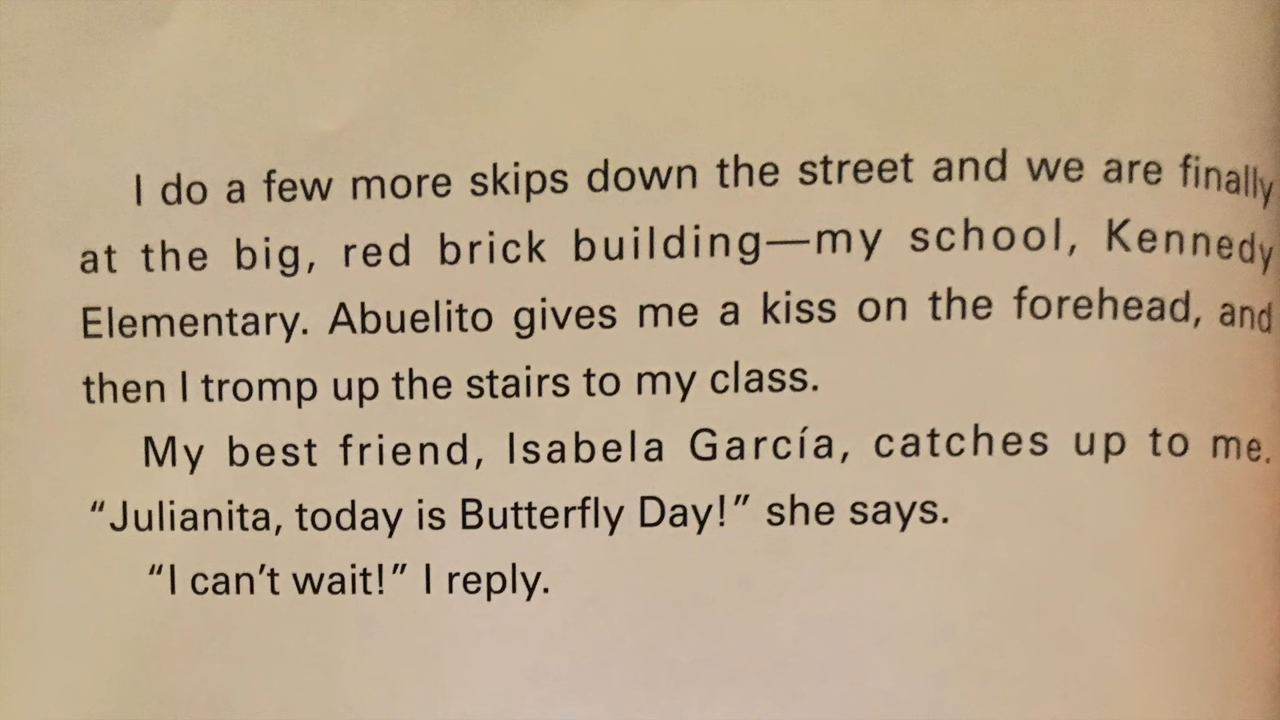 I do a few more skips down the street and we are finally
at the big, red brick building—my school, Kennedy
Elementary. Abuelito gives me a kiss on the forehead, and
then I tromp up the stairs to my class.
My best friend, Isabela García, catches up to me.
“Julianita, today is Butterfly Day!” she says.
“I can’t wait!” I reply.